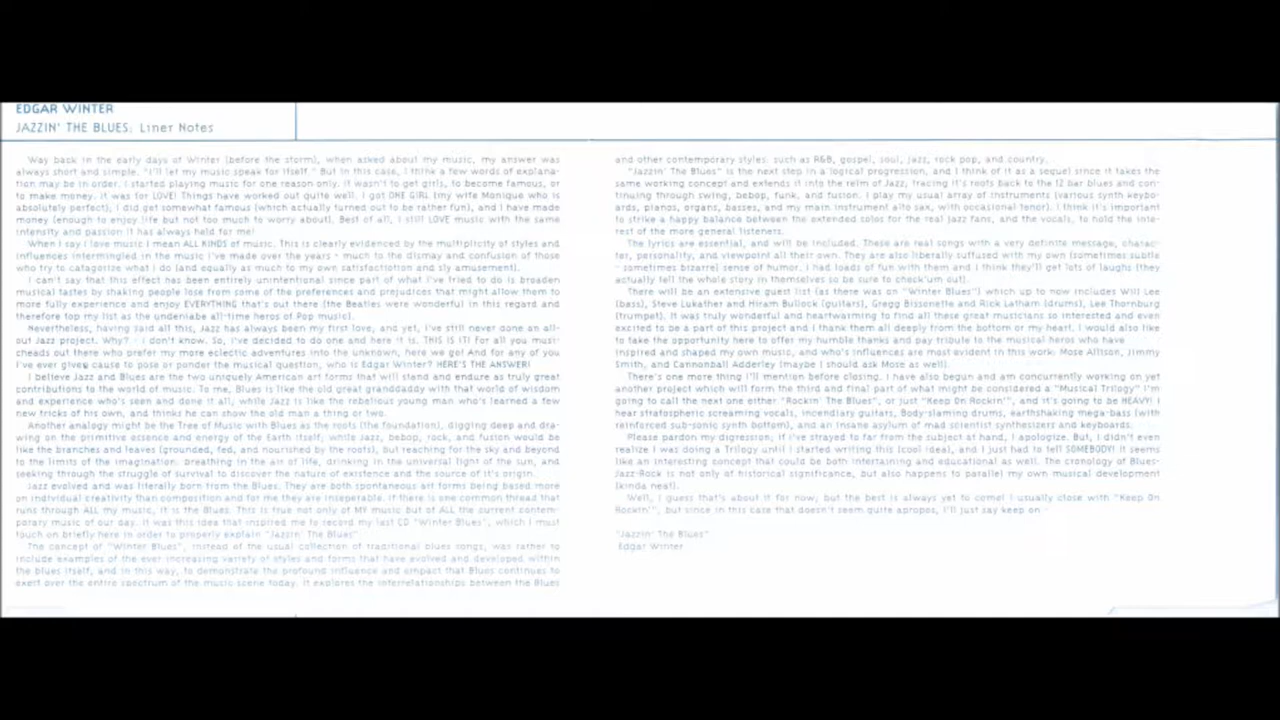 EDGAR WINTER
JAZZIN' THE BLUES: Liner Notes
Way back in the early days of Winter (before the storm), when asked about my music, my answer was
always short and simple. "I'll let my music speak for itself." But in this case, I think a few words of explana-
tion may be in order. I started playing music for one reason only. It wasn't to get girls, to become famous, or
to make money. It was for LOVE! Things have worked out quite well. I got ONE GIRL (my wife Monique who is
absolutely perfect), I did get somewhat famous (which actually turned out to be rather fun), and I have made
money (enough to enjoy life but not too much to worry about). Best of all, I still LOVE music with the same
intensity and passion it has always held for me!
When I say I love music I mean ALL KINDS of music. This is clearly evidenced by the multiplicity of styles and
influences intermingled in the music I've made over the years - much to the dismay and confusion of those
who try to catagorize what I do (and equally as much to my own satisfactiotion and sly amusement).
I can't say that this effect has been entirely unintentional since part of what I've tried to do is broaden
musical tastes by shaking people lose from some of the preferences and prejudices that might allow them to
more fully experience and enjoy EVERYTHING that's out there (the Beatles were wonderful in this regard and
therefore top my list as the undeniabe all-time heros of Pop music).
Nevertheless, having said all this, Jazz has always been my first love, and yet, I've still never done an all-
out Jazz project. Why? - I don't know. So, I've decided to do one and here it is. THIS IS IT! For all you musi-
cheads out there who prefer my more eclectic adventures into the unknown, here we go! And for any of you
I've ever given cause to pose or ponder the musical question, who is Edgar Winter? HERE'S THE ANSWER!
I believe Jazz and Blues are the two uniquely American art forms that will stand and endure as truly great
contributions to the world of music. To me, Blues is like the old great granddaddy with that world of wisdom
and experience who's seen and done it all, while Jazz is like the rebelious young man who's learned a few
new tricks of his own, and thinks he can show the old man a thing or two.
Another analogy might be the Tree of Music with Blues as the roots (the foundation), digging deep and dra-
wing on the primitive essence and energy of the Earth itself; while Jazz, bebop, rock, and fusion would be
like the branches and leaves (grounded, fed, and nourished by the roots), but reaching for the sky and beyond
to the limits of the imagination: breathing in the air of life, drinking in the universal light of the sun, and
seeking through the struggle of survival to discover the nature of existence and the source of it's origin.
Jazz evolved and was literally born from the Blues. They are both spontaneous art forms being based more
on individual creativity than composition and for me they are inseperable. If there is one common thread that
runs through ALL my music, it is the Blues. This is true not only of MY music but of ALL the current contem-
porary music of our day. It was this idea that inspired me to record my last CD "Winter Blues", which I must
touch on briefly here in order to properly explain "Jazzin' The Blues"
The concept of "Winter Blues", instead of the usual collection of traditional blues songs, was rather to
include examples of the ever increasing variety of styles and forms that have evolved and developed within
the blues itself, and in this way, to demonstrate the profound influence and empact that Blues continues to
exert over the entire spectrum of the music scene today. It explores the interrelationships between the Blues
and other contemporary styles. such as R&B, gospel, soul, jazz, rock pop, and country.
"Jazzin' The Blues" is the next step in a logical progression, and I think of it as a sequel since it takes the
same working concept and extends it into the relm of Jazz, tracing it's roots back to the 12 bar blues and con-
tinuing through swing, bebop, funk, and fusion. I play my usual array of instruments (various synth keybo-
ards, pianos, organs, basses, and my main instrument alto sax, with occasional tenor). I think it's important
to strike a happy balance between the extended solos for the real jazz fans, and the vocals, to hold the inte-
rest of the more general listeners.
The lyrics are essential, and will be included. These are real songs with a very definite message, charac-
ter, personality, and viewpoint all their own. They are also liberally suffused with my own (sometimes subtle
- sometimes bizarre) sense of humor. I had loads of fun with them and I think they'll get lots of laughs (they
actually tell the whole story in themselves so be sure to check'um out).
There will be an extensive guest list (as there was on "Winter Blues") which up to now includes Will Lee
(bass), Steve Lukather and Hiram Bullock (guitars), Gregg Bissonette and Rick Latham (drums), Lee Thornburg
(trumpet). It was truly wonderful and heartwarming to find all these great musicians so interested and even
excited to be a part of this project and I thank them all deeply from the bottom or my heart. I would also like
to take the opportunity here to offer my humble thanks and pay tribute to the musical heros who have
inspired and shaped my own music, and who's influences are most evident in this work: Mose Allison, Jimmy
Smith, and Cannonball Adderley (maybe I should ask Mose as well).
There's one more thing I'll mention before closing. I have also begun and am concurrently working on yet
another project which will form the third and final part of what might be considered a "Musical Trilogy" I'm
going to call the next one either "Rockin' The Blues", or just "Keep On Rockin'", and it's going to be HEAVY! I
hear stratospheric screaming vocals, incendiary guitars, Body-slaming drums, earthshaking mega-bass (with
reinforced sub-sonic synth bottom), and an insane asylum of mad scientist synthesizers and keyboards.
Please pardon my digression; if I've strayed to far from the subject at hand, I apologize. But, I didn't even
realize I was doing a Trilogy until I started writing this (cool idea), and I just had to tell SOMEBODY! It seems
like an interesting concept that could be both intertaining and educational as well. The cronology of Blues-
Jazz-Rock is not only of historical significance, but also happens to parallel my own musical development
(kinda neat).
Well, I guess that's about it for now, but the best is always yet to come! I usually close with "Keep On
Rockin'", but since in this case that doesn't seem quite apropos, I'll just say keep on -
"Jazzin' The Blues"
Edgar Winter